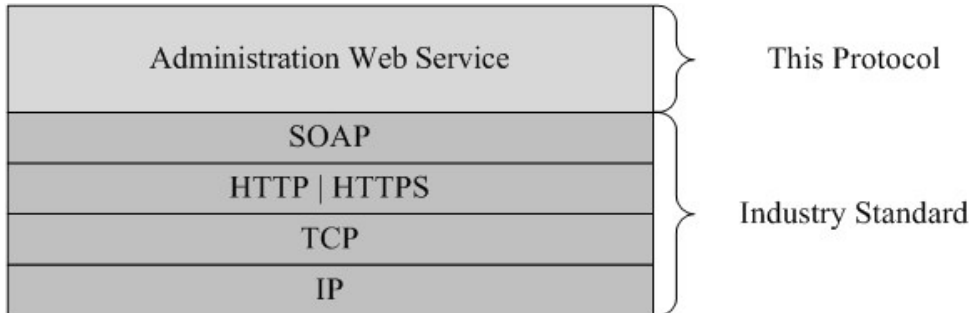 Administration Web Service
This Protocol
SOAP
HTTP | HTTPS
TCP
IP
Industry Standard